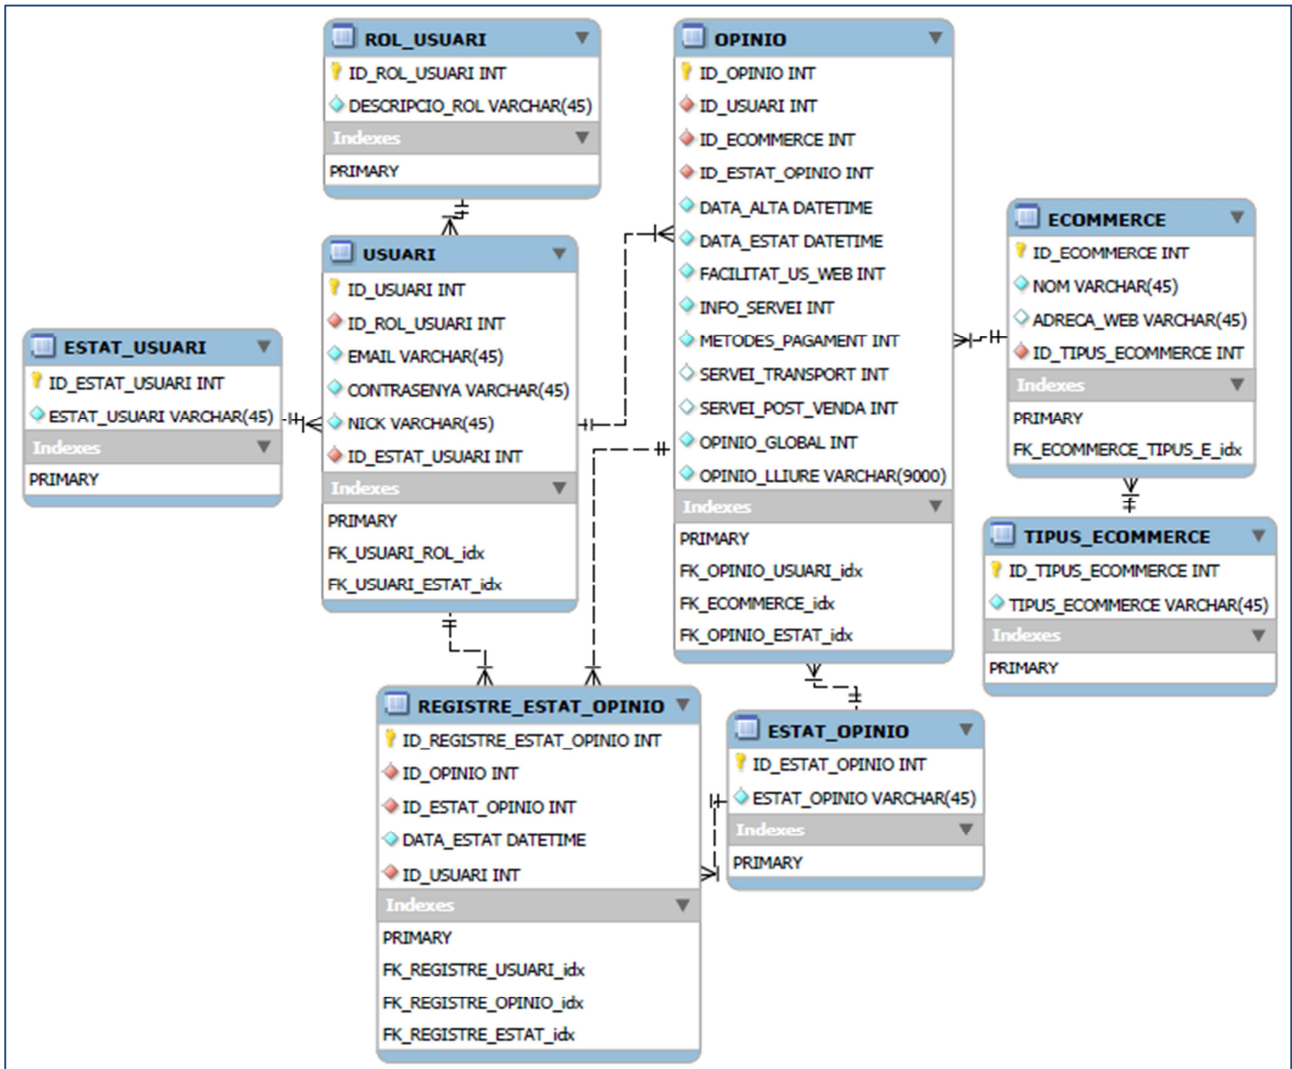 ROL_USUARI
ID_ROL_USUARI INT
DESCRIPCIO_ROL VARCHAR(45)
Indexes
PRIMARY
OPINIO
ID_OPINIO INT
ID_USUARI INT
ID_ECOMMERCE INT
ID_ESTAT_OPINIO INT
DATA_ALTA DATETIME
DATA_ESTAT DATETIME
FACILITAT_US_WEB INT
INFO_SERVEI INT
METODES_PAGAMENT INT
SERVEI_TRANSPORT INT
SERVEI_POST_VENDA INT
OPINIO_GLOBAL INT
OPINIO_LLIURE VARCHAR(9000)
Indexes
PRIMARY
FK_OPINIO_USUARI_idx
FK_ECOMMERCE_idx
FK_OPINIO_ESTAT_idx
ECOMMERCE
ID_ECOMMERCE INT
NOM VARCHAR(45)
ADRECA_WEB VARCHAR(45)
ID_TIPUS_ECOMMERCE INT
Indexes
PRIMARY
FK_ECOMMERCE_TIPUS_E_idx
USUARI
ID_USUARI INT
ID_ROL_USUARI INT
EMAIL VARCHAR(45)
CONTRASENYA VARCHAR(45)
NICK VARCHAR(45)
ID_ESTAT_USUARI INT
Indexes
PRIMARY
FK_USUARI_ROL_idx
FK_USUARI_ESTAT_idx
ESTAT_USUARI
ID_ESTAT_USUARI INT
ESTAT_USUARI VARCHAR(45)
Indexes
PRIMARY
TIPUS_ECOMMERCE
ID_TIPUS_ECOMMERCE INT
TIPUS_ECOMMERCE VARCHAR(45)
Indexes
PRIMARY
REGISTRE_ESTAT_OPINIO
ID_REGISTRE_ESTAT_OPINIO INT
ID_OPINIO INT
ID_ESTAT_OPINIO INT
DATA_ESTAT DATETIME
ID_USUARI INT
Indexes
PRIMARY
FK_REGISTRE_USUARI_idx
FK_REGISTRE_OPINIO_idx
FK_REGISTRE_ESTAT_idx
ESTAT_OPINIO
ID_ESTAT_OPINIO INT
ESTAT_OPINIO VARCHAR(45)
Indexes
PRIMARY